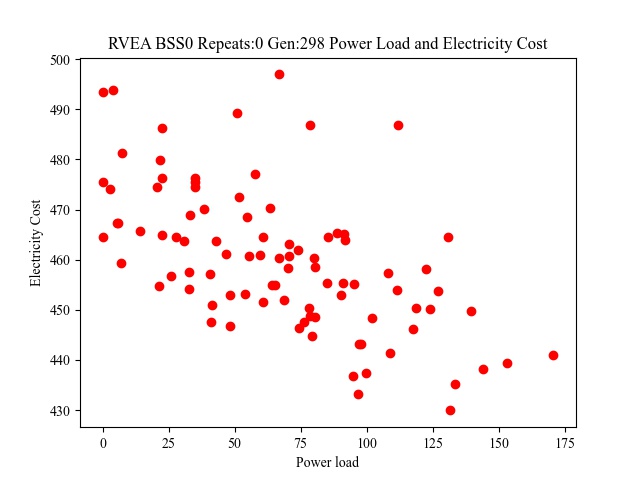 RVEA BSS0 Repeats:0 Gen:298 Power Load and Electricity Cost
500
490
480
470
460
450
440
430
Electricity Cost
0 25 50 75 100 125 150 175
Power load